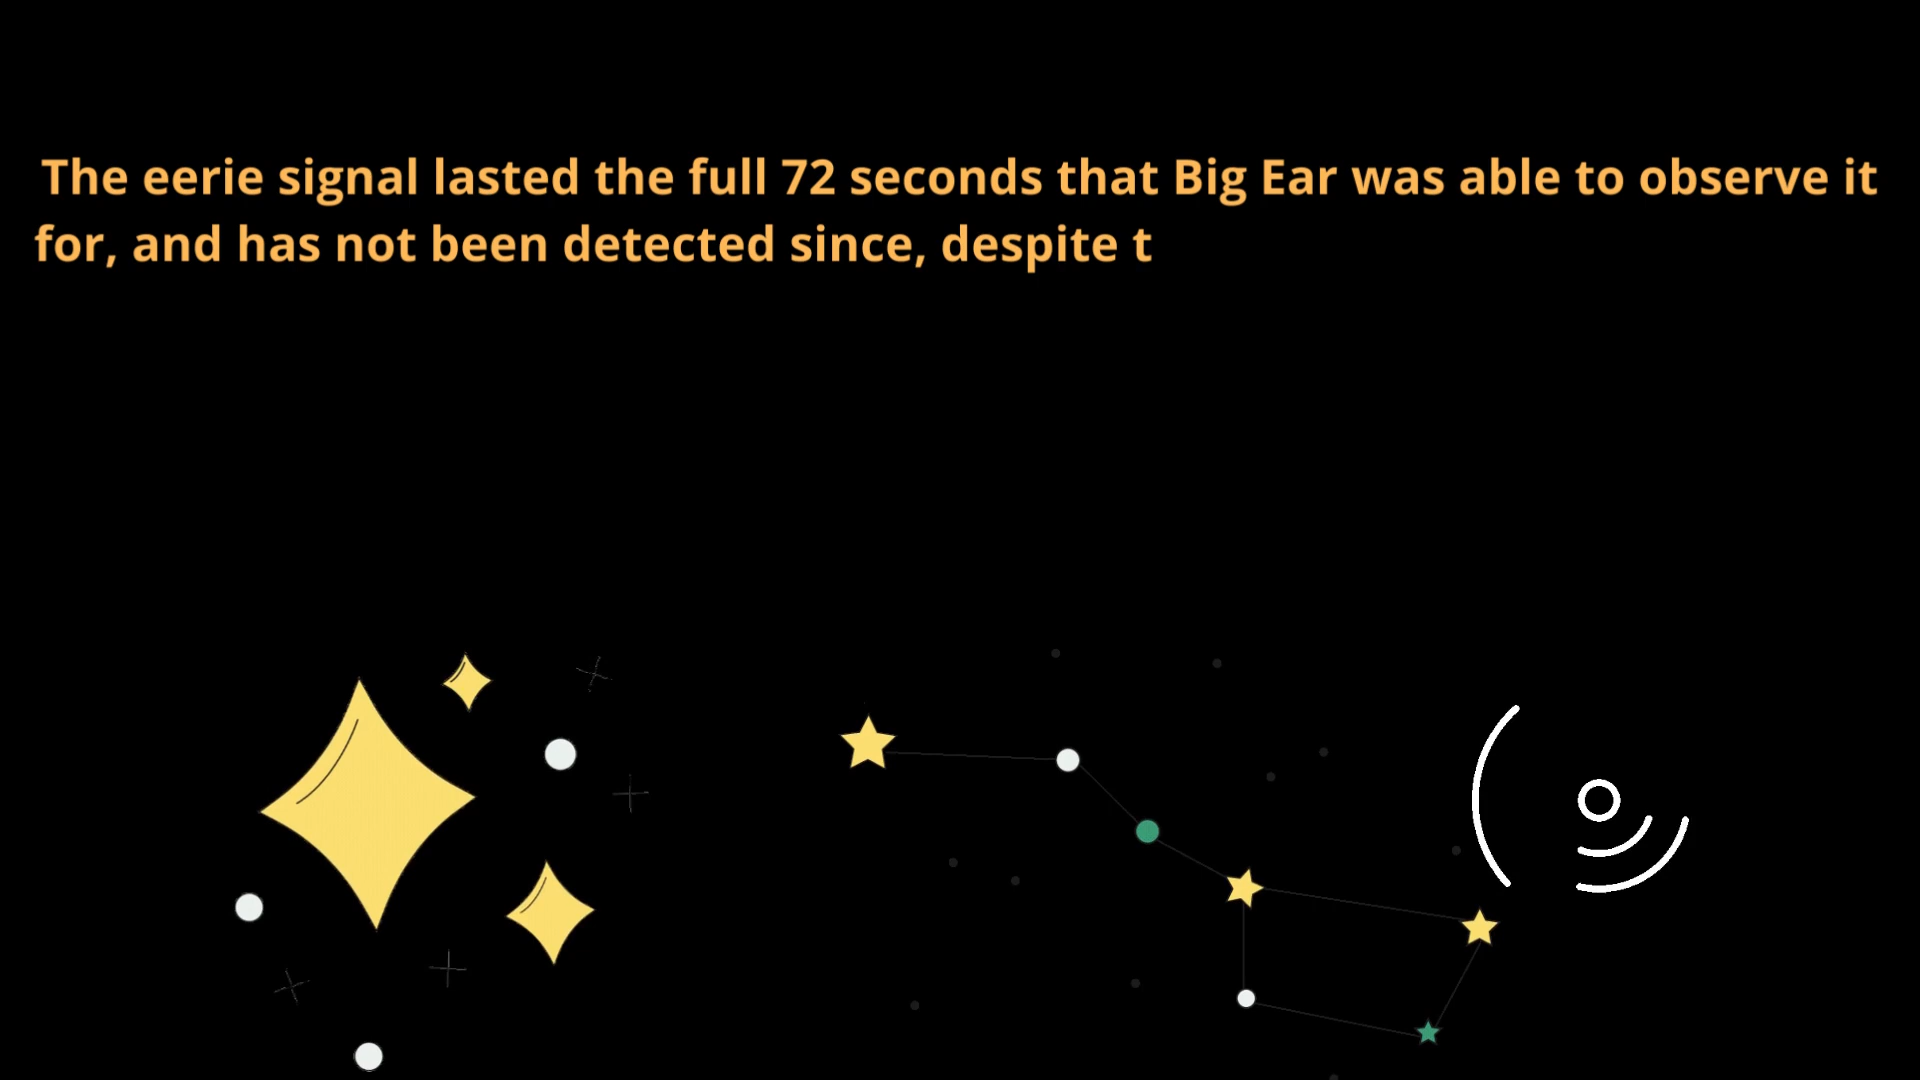 The eerie signal lasted the full 72 seconds that Big Ear was able to observe it
for, and has not been detected since, despite t